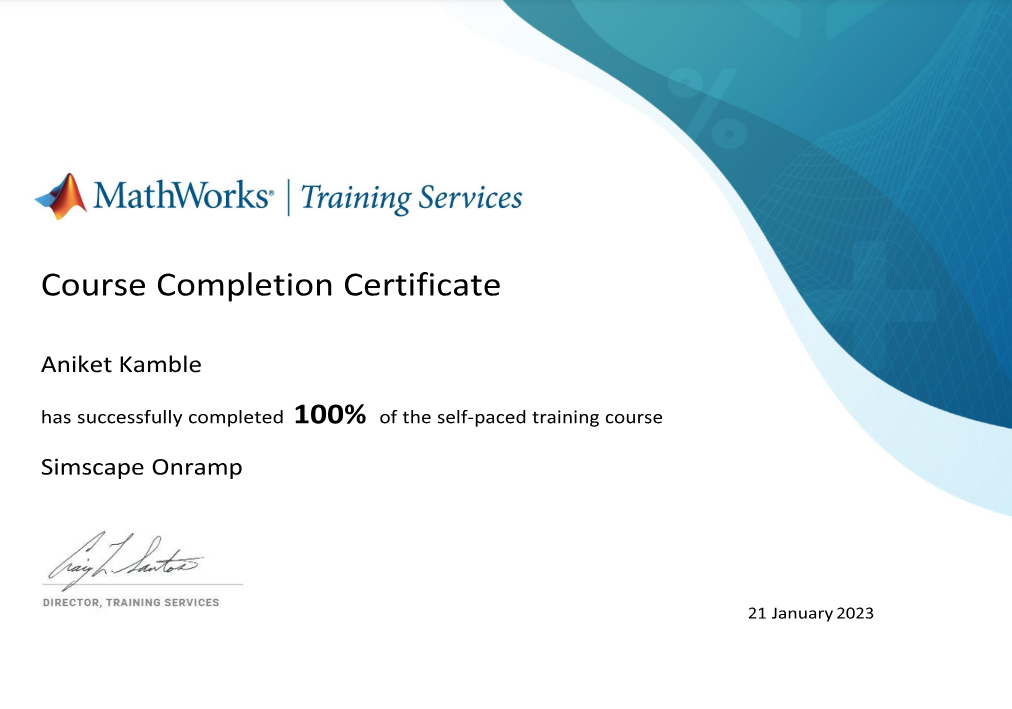 MathWorks® | Training Services
Course Completion Certificate
Aniket Kamble
has successfully completed 100% of the self-paced training course
Simscape Onramp
Craig L. Santos
DIRECTOR, TRAINING SERVICES
21 January 2023